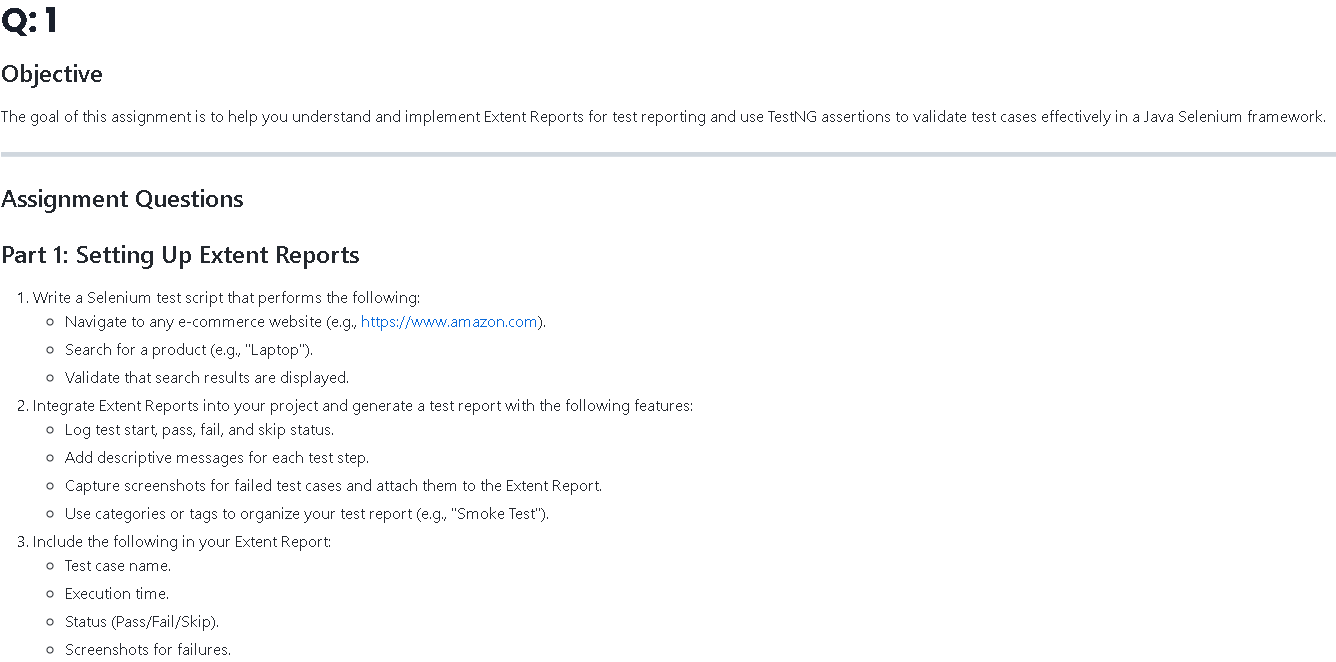 Q: 1
Objective
The goal of this assignment is to help you understand and implement Extent Reports for test reporting and use TestNG assertions to validate test cases effectively in a Java Selenium framework.
Assignment Questions
Part 1: Setting Up Extent Reports
1. Write a Selenium test script that performs the following:
Navigate to any e-commerce website (e.g., https://www.amazon.com).
Search for a product (e.g., "Laptop").
Validate that search results are displayed.
2. Integrate Extent Reports into your project and generate a test report with the following features:
Log test start, pass, fail, and skip status.
Add descriptive messages for each test step.
Capture screenshots for failed test cases and attach them to the Extent Report.
Use categories or tags to organize your test report (e.g., "Smoke Test").
3. Include the following in your Extent Report:
Test case name.
Execution time.
Status (Pass/Fail/Skip).
Screenshots for failures.